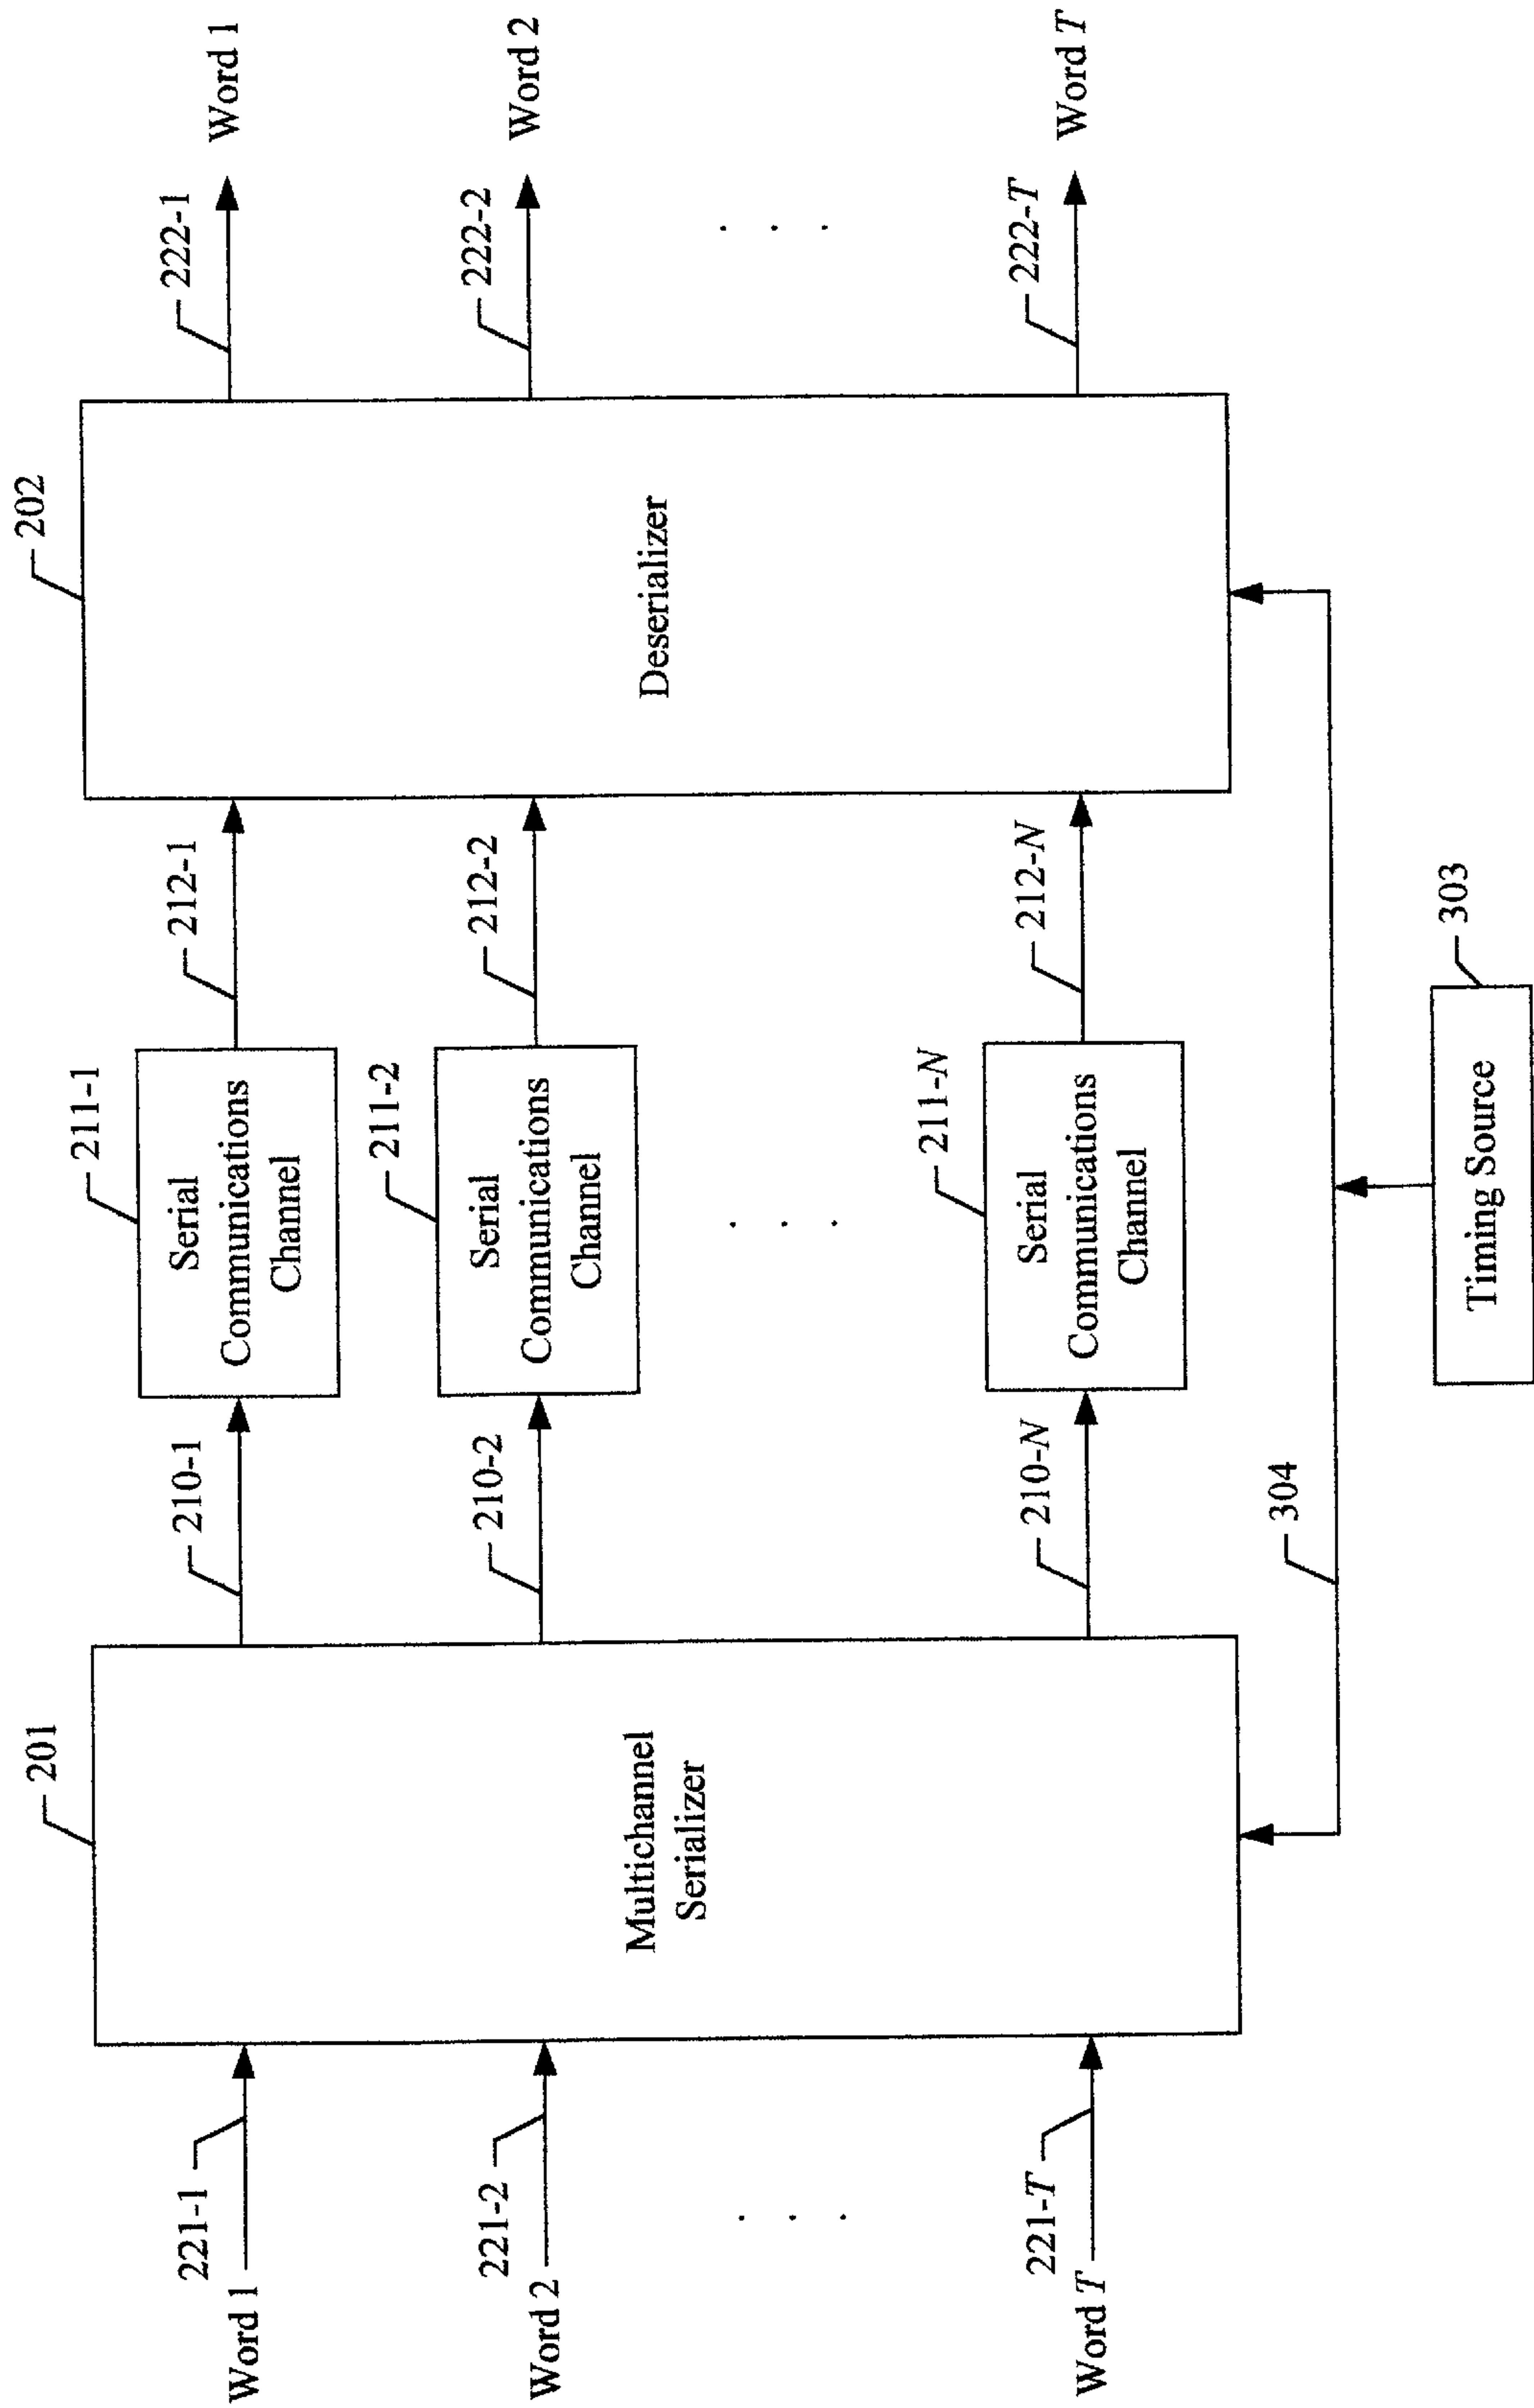 201
202
Word 1
221-1
210-1
211-1
Serial
Communications
Channel
212-1
222-1
Word 1
Word 2
221-2
210-2
211-2
Serial
Communications
Channel
212-2
222-2
Word 2
Multichannel
Serializer
Deserializer
. . .
. . .
. . .
Word T
221-T
210-N
211-N
Serial
Communications
Channel
212-N
222-T
Word T
304
303
Timing Source